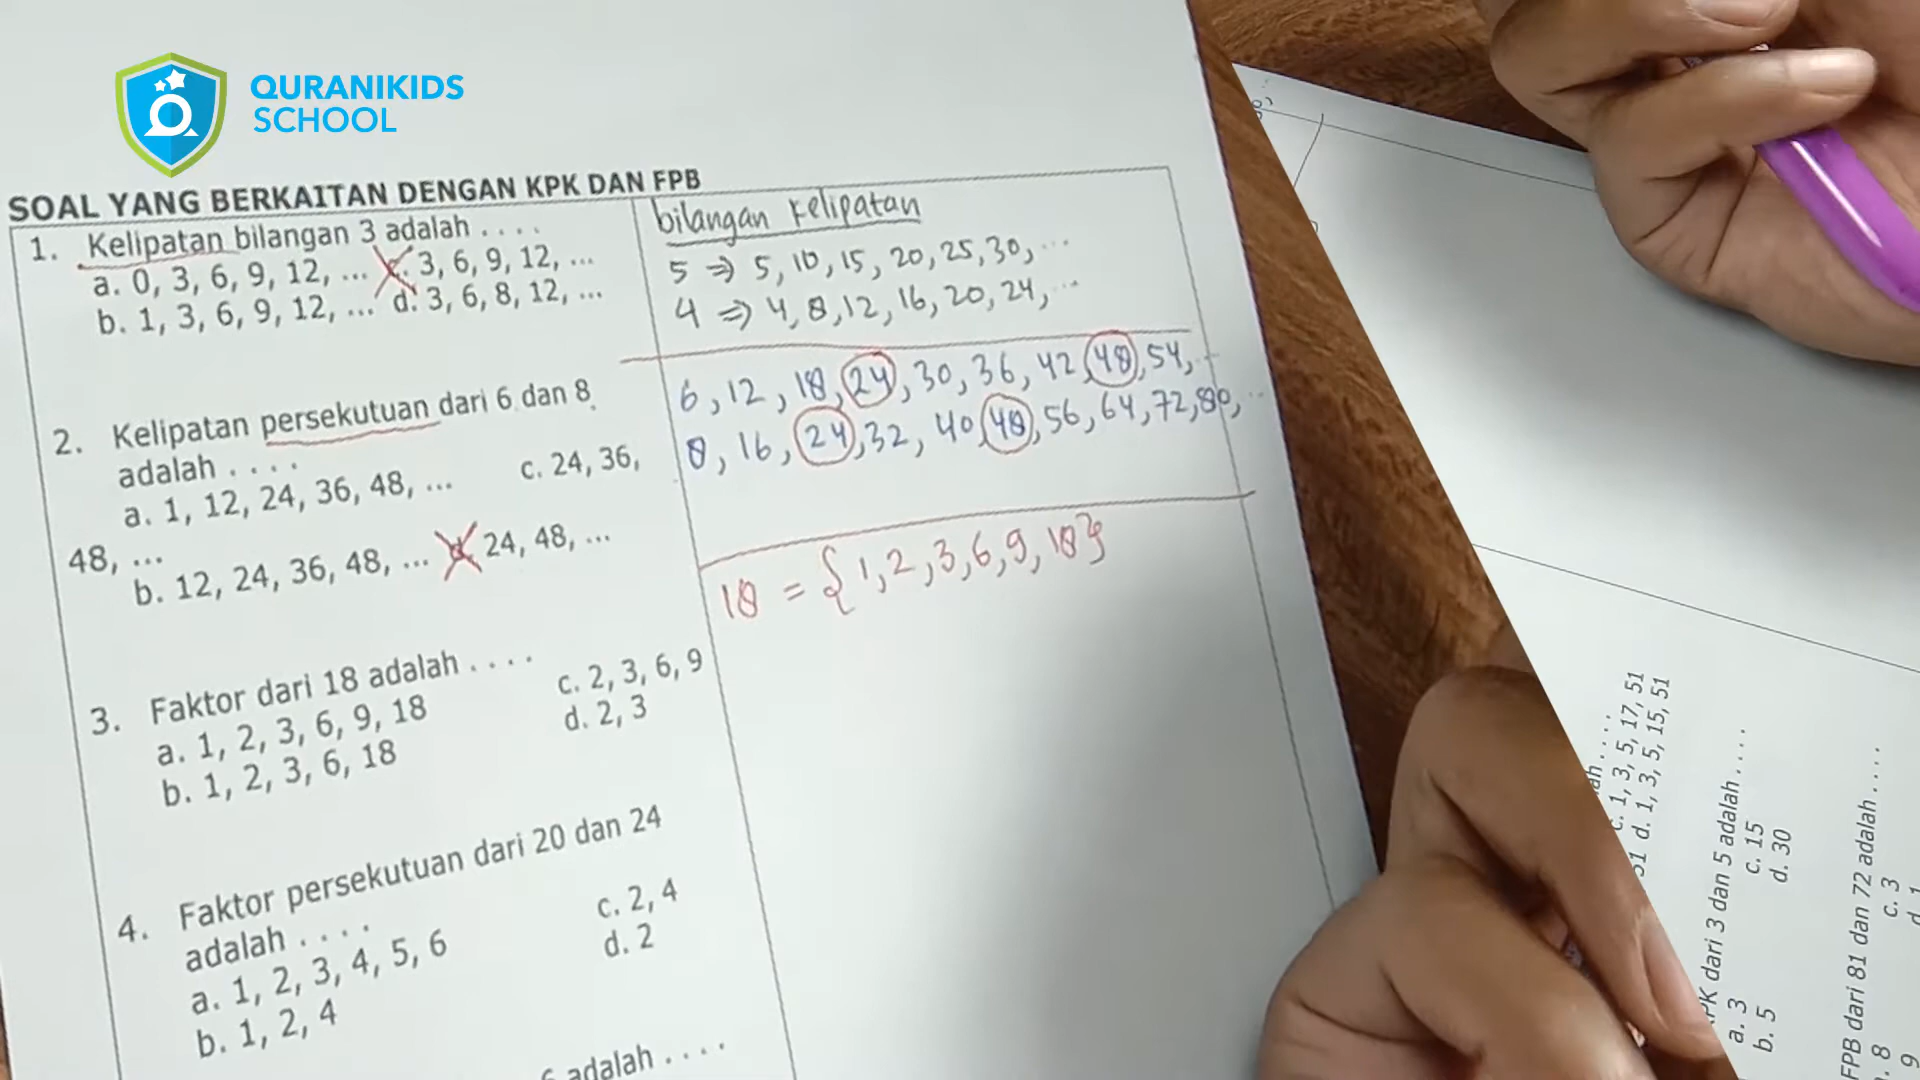 QURANIKIDS
SCHOOL
SOAL YANG BERKAITAN DENGAN KPK DAN FPB
1. Kelipatan bilangan 3 adalah . . . .
a. 0, 3, 6, 9, 12, ... c. 3, 6, 9, 12, ...
b. 1, 3, 6, 9, 12, ... d. 3, 6, 8, 12, ...
2. Kelipatan persekutuan dari 6 dan 8
adalah . . . .
a. 1, 12, 24, 36, 48, ... c. 24, 36,
48, ...
b. 12, 24, 36, 48, ... d 24, 48, ...
3. Faktor dari 18 adalah . . . .
a. 1, 2, 3, 6, 9, 18 c. 2, 3, 6, 9
b. 1, 2, 3, 6, 18 d. 2, 3
4. Faktor persekutuan dari 20 dan 24
adalah . . . .
a. 1, 2, 3, 4, 5, 6 c. 2, 4
b. 1, 2, 4 d. 2
adalah . . . .
bilangan kelipatan
5 ⇒ 5, 10, 15, 20, 25, 30, ...
4 ⇒ 4, 8, 12, 16, 20, 24, ...
6, 12, 18, 24, 30, 36, 42, 48, 54, ...
8, 16, 24, 32, 40, 48, 56, 64, 72, 80, ...
18 = {1, 2, 3, 6, 9, 18}
c. 1, 3, 5, 17, 51
51 d. 1, 3, 5, 15, 51
dari 3 dan 5 adalah . . . .
a. 3 c. 15
b. 5 d. 30
FPB dari 81 dan 72 adalah . . . .
8 c. 3
9 d. 1